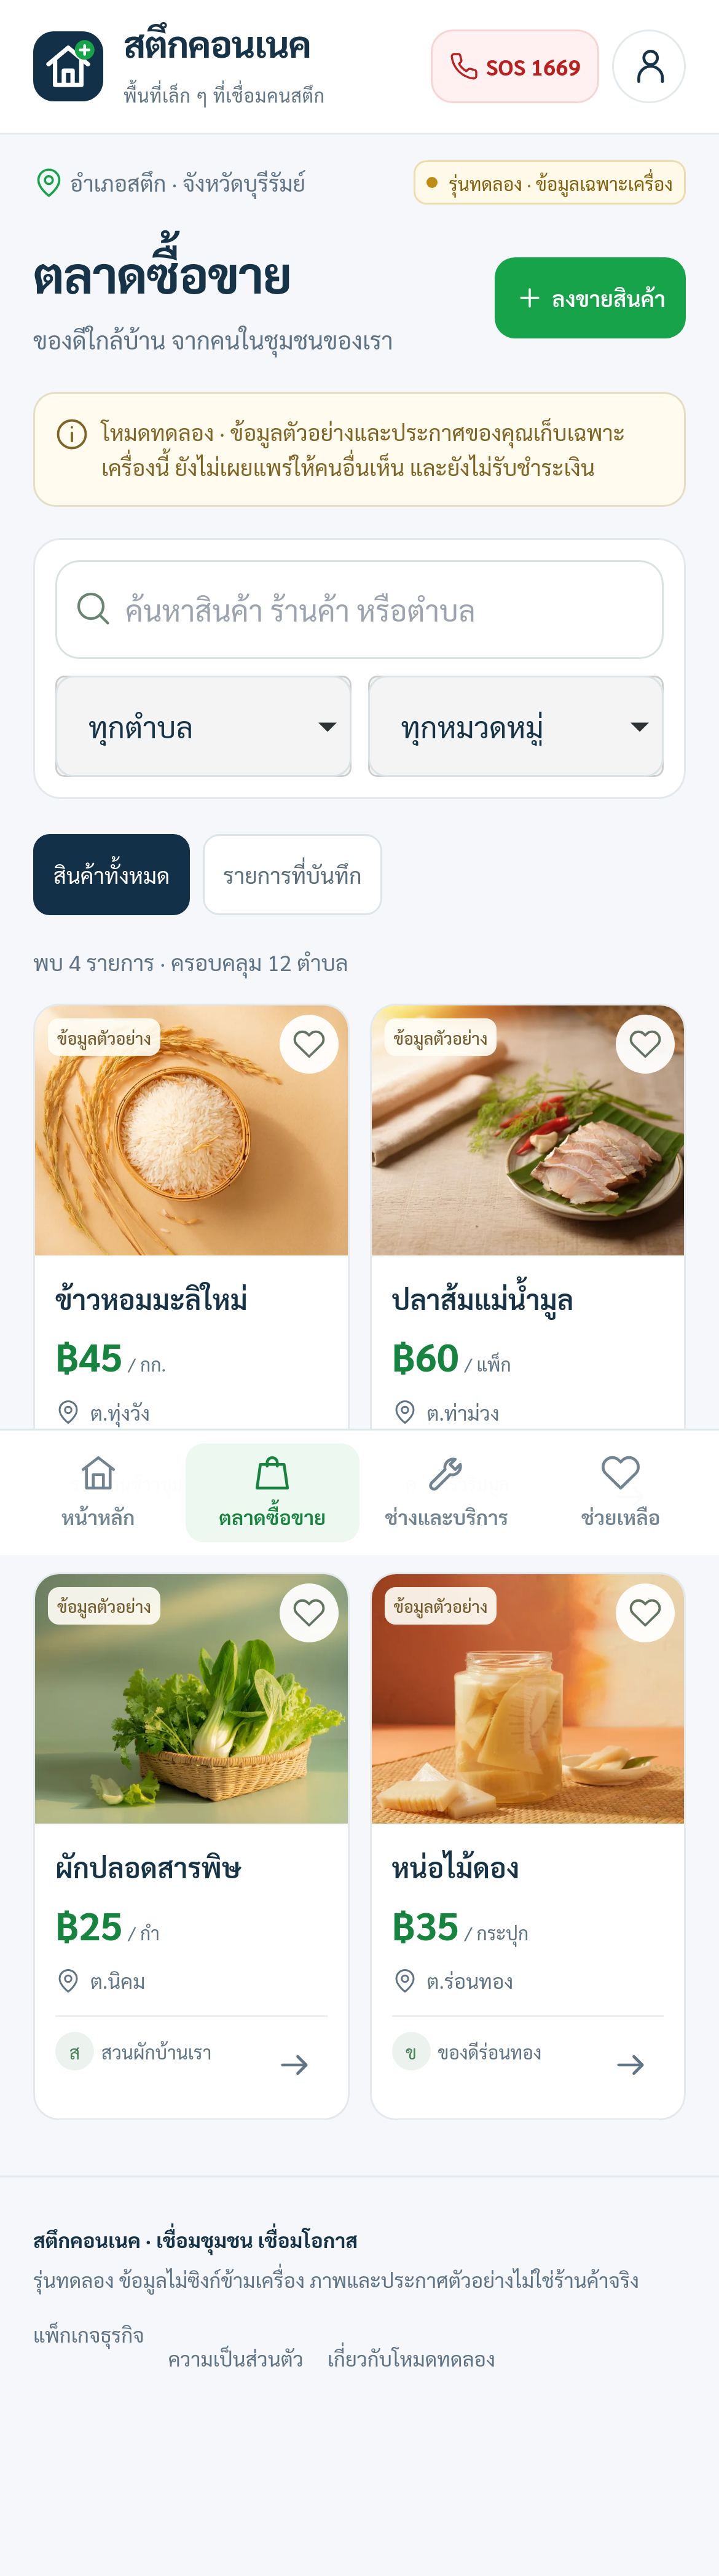 สตึกคอนเนค
พื้นที่เล็ก ๆ ที่เชื่อมคนสตึก
SOS 1669
อำเภอสตึก · จังหวัดบุรีรัมย์
รุ่นทดลอง · ข้อมูลเฉพาะเครื่อง
ตลาดซื้อขาย
ของดีใกล้บ้าน จากคนในชุมชนของเรา
+ ลงขายสินค้า
โหมดทดลอง · ข้อมูลตัวอย่างและประกาศของคุณเก็บเฉพาะ
เครื่องนี้ ยังไม่เผยแพร่ให้คนอื่นเห็น และยังไม่รับชำระเงิน
ค้นหาสินค้า ร้านค้า หรือตำบล
ทุกตำบล
ทุกหมวดหมู่
สินค้าทั้งหมด
รายการที่บันทึก
พบ 4 รายการ · ครอบคลุม 12 ตำบล
ข้อมูลตัวอย่าง
ข้าวหอมมะลิใหม่
฿45 / กก.
ต.ทุ่งวัง
ข้อมูลตัวอย่าง
ปลาส้มแม่น้ำมูล
฿60 / แพ็ก
ต.ท่าม่วง
หน้าหลัก
ตลาดซื้อขาย
ช่างและบริการ
ช่วยเหลือ
ข้อมูลตัวอย่าง
ผักปลอดสารพิษ
฿25 / กำ
ต.นิคม
ส สวนผักบ้านเรา
ข้อมูลตัวอย่าง
หน่อไม้ดอง
฿35 / กระปุก
ต.ร่อนทอง
ข ของดีร่อนทอง
สตึกคอนเนค · เชื่อมชุมชน เชื่อมโอกาส
รุ่นทดลอง ข้อมูลไม่ซิงก์ข้ามเครื่อง ภาพและประกาศตัวอย่างไม่ใช่ร้านค้าจริง
แพ็กเกจธุรกิจ
ความเป็นส่วนตัว
เกี่ยวกับโหมดทดลอง